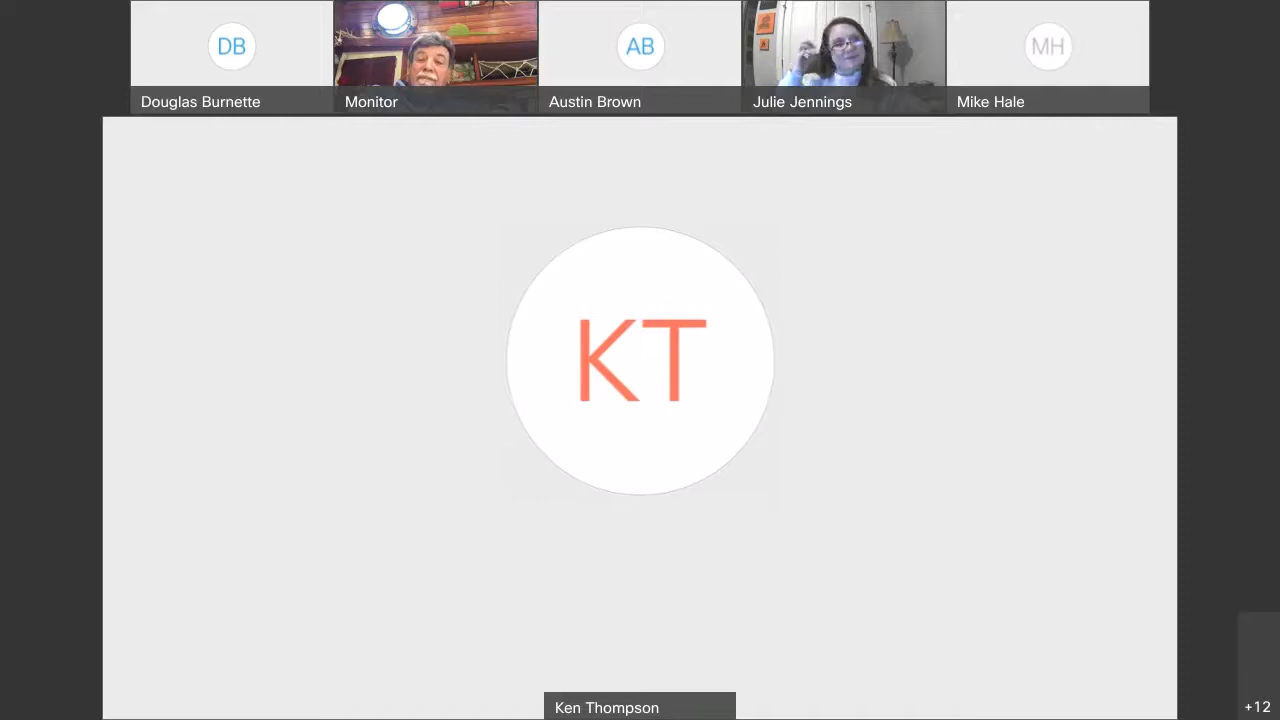 DB
AB
MH
Douglas Burnette
Monitor
Austin Brown
Julie Jennings
Mike Hale
KT
Ken Thompson
+12